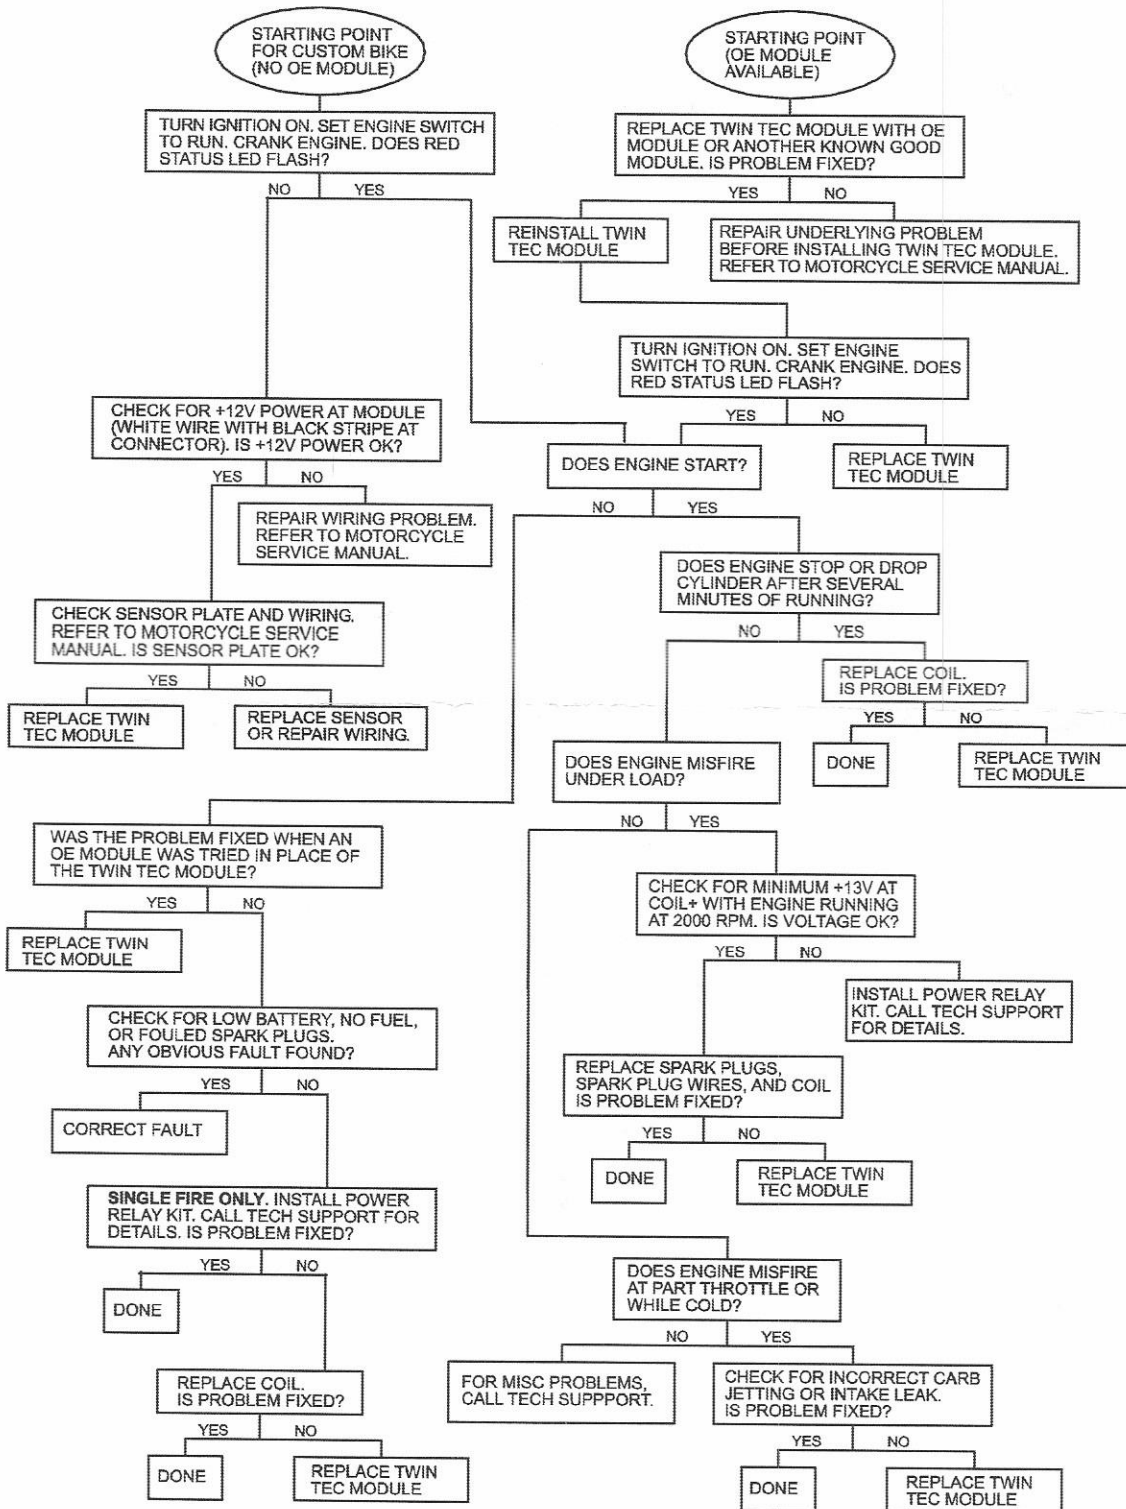 STARTING POINT
FOR CUSTOM BIKE
(NO OE MODULE)
STARTING POINT
(OE MODULE
AVAILABLE)
TURN IGNITION ON. SET ENGINE SWITCH
TO RUN. CRANK ENGINE. DOES RED
STATUS LED FLASH?
REPLACE TWIN TEC MODULE WITH OE
MODULE OR ANOTHER KNOWN GOOD
MODULE. IS PROBLEM FIXED?
NO YES
YES NO
REINSTALL TWIN
TEC MODULE
REPAIR UNDERLYING PROBLEM
BEFORE INSTALLING TWIN TEC MODULE.
REFER TO MOTORCYCLE SERVICE MANUAL.
TURN IGNITION ON. SET ENGINE
SWITCH TO RUN. CRANK ENGINE. DOES
RED STATUS LED FLASH?
CHECK FOR +12V POWER AT MODULE
(WHITE WIRE WITH BLACK STRIPE AT
CONNECTOR). IS +12V POWER OK?
YES NO
DOES ENGINE START?
REPLACE TWIN
TEC MODULE
YES NO
REPAIR WIRING PROBLEM.
REFER TO MOTORCYCLE
SERVICE MANUAL.
NO YES
DOES ENGINE STOP OR DROP
CYLINDER AFTER SEVERAL
MINUTES OF RUNNING?
CHECK SENSOR PLATE AND WIRING.
REFER TO MOTORCYCLE SERVICE
MANUAL. IS SENSOR PLATE OK?
NO YES
YES NO
REPLACE COIL.
IS PROBLEM FIXED?
REPLACE TWIN
TEC MODULE
REPLACE SENSOR
OR REPAIR WIRING.
YES NO
DOES ENGINE MISFIRE
UNDER LOAD?
DONE
REPLACE TWIN
TEC MODULE
NO YES
WAS THE PROBLEM FIXED WHEN AN
OE MODULE WAS TRIED IN PLACE OF
THE TWIN TEC MODULE?
CHECK FOR MINIMUM +13V AT
COIL+ WITH ENGINE RUNNING
AT 2000 RPM. IS VOLTAGE OK?
YES NO
REPLACE TWIN
TEC MODULE
YES NO
INSTALL POWER RELAY
KIT. CALL TECH SUPPORT
FOR DETAILS.
CHECK FOR LOW BATTERY, NO FUEL,
OR FOULED SPARK PLUGS.
ANY OBVIOUS FAULT FOUND?
REPLACE SPARK PLUGS,
SPARK PLUG WIRES, AND COIL
IS PROBLEM FIXED?
YES NO
CORRECT FAULT
YES NO
DONE
REPLACE TWIN
TEC MODULE
SINGLE FIRE ONLY. INSTALL POWER
RELAY KIT. CALL TECH SUPPORT FOR
DETAILS. IS PROBLEM FIXED?
YES NO
DONE
DOES ENGINE MISFIRE
AT PART THROTTLE OR
WHILE COLD?
NO YES
REPLACE COIL.
IS PROBLEM FIXED?
FOR MISC PROBLEMS,
CALL TECH SUPPPORT.
CHECK FOR INCORRECT CARB
JETTING OR INTAKE LEAK.
IS PROBLEM FIXED?
YES NO
YES NO
DONE
REPLACE TWIN
TEC MODULE
DONE
REPLACE TWIN
TEC MODULE